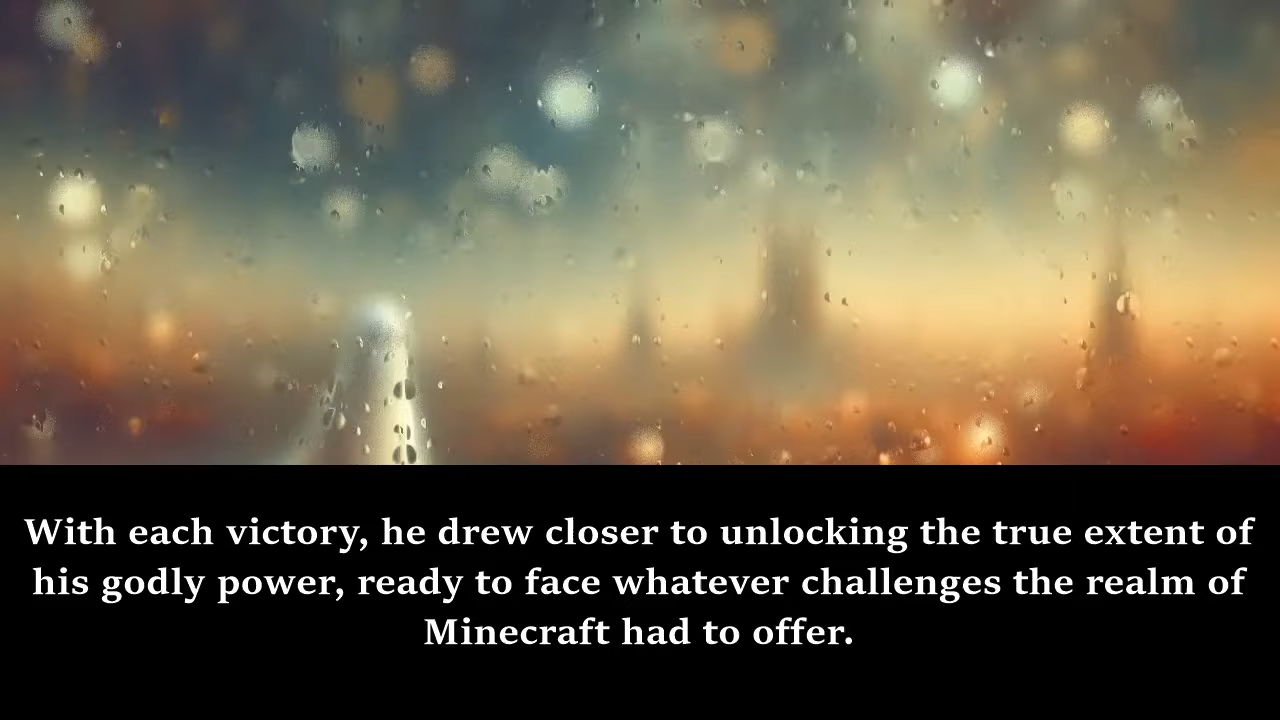 With each victory, he drew closer to unlocking the true extent of
his godly power, ready to face whatever challenges the realm of
Minecraft had to offer.